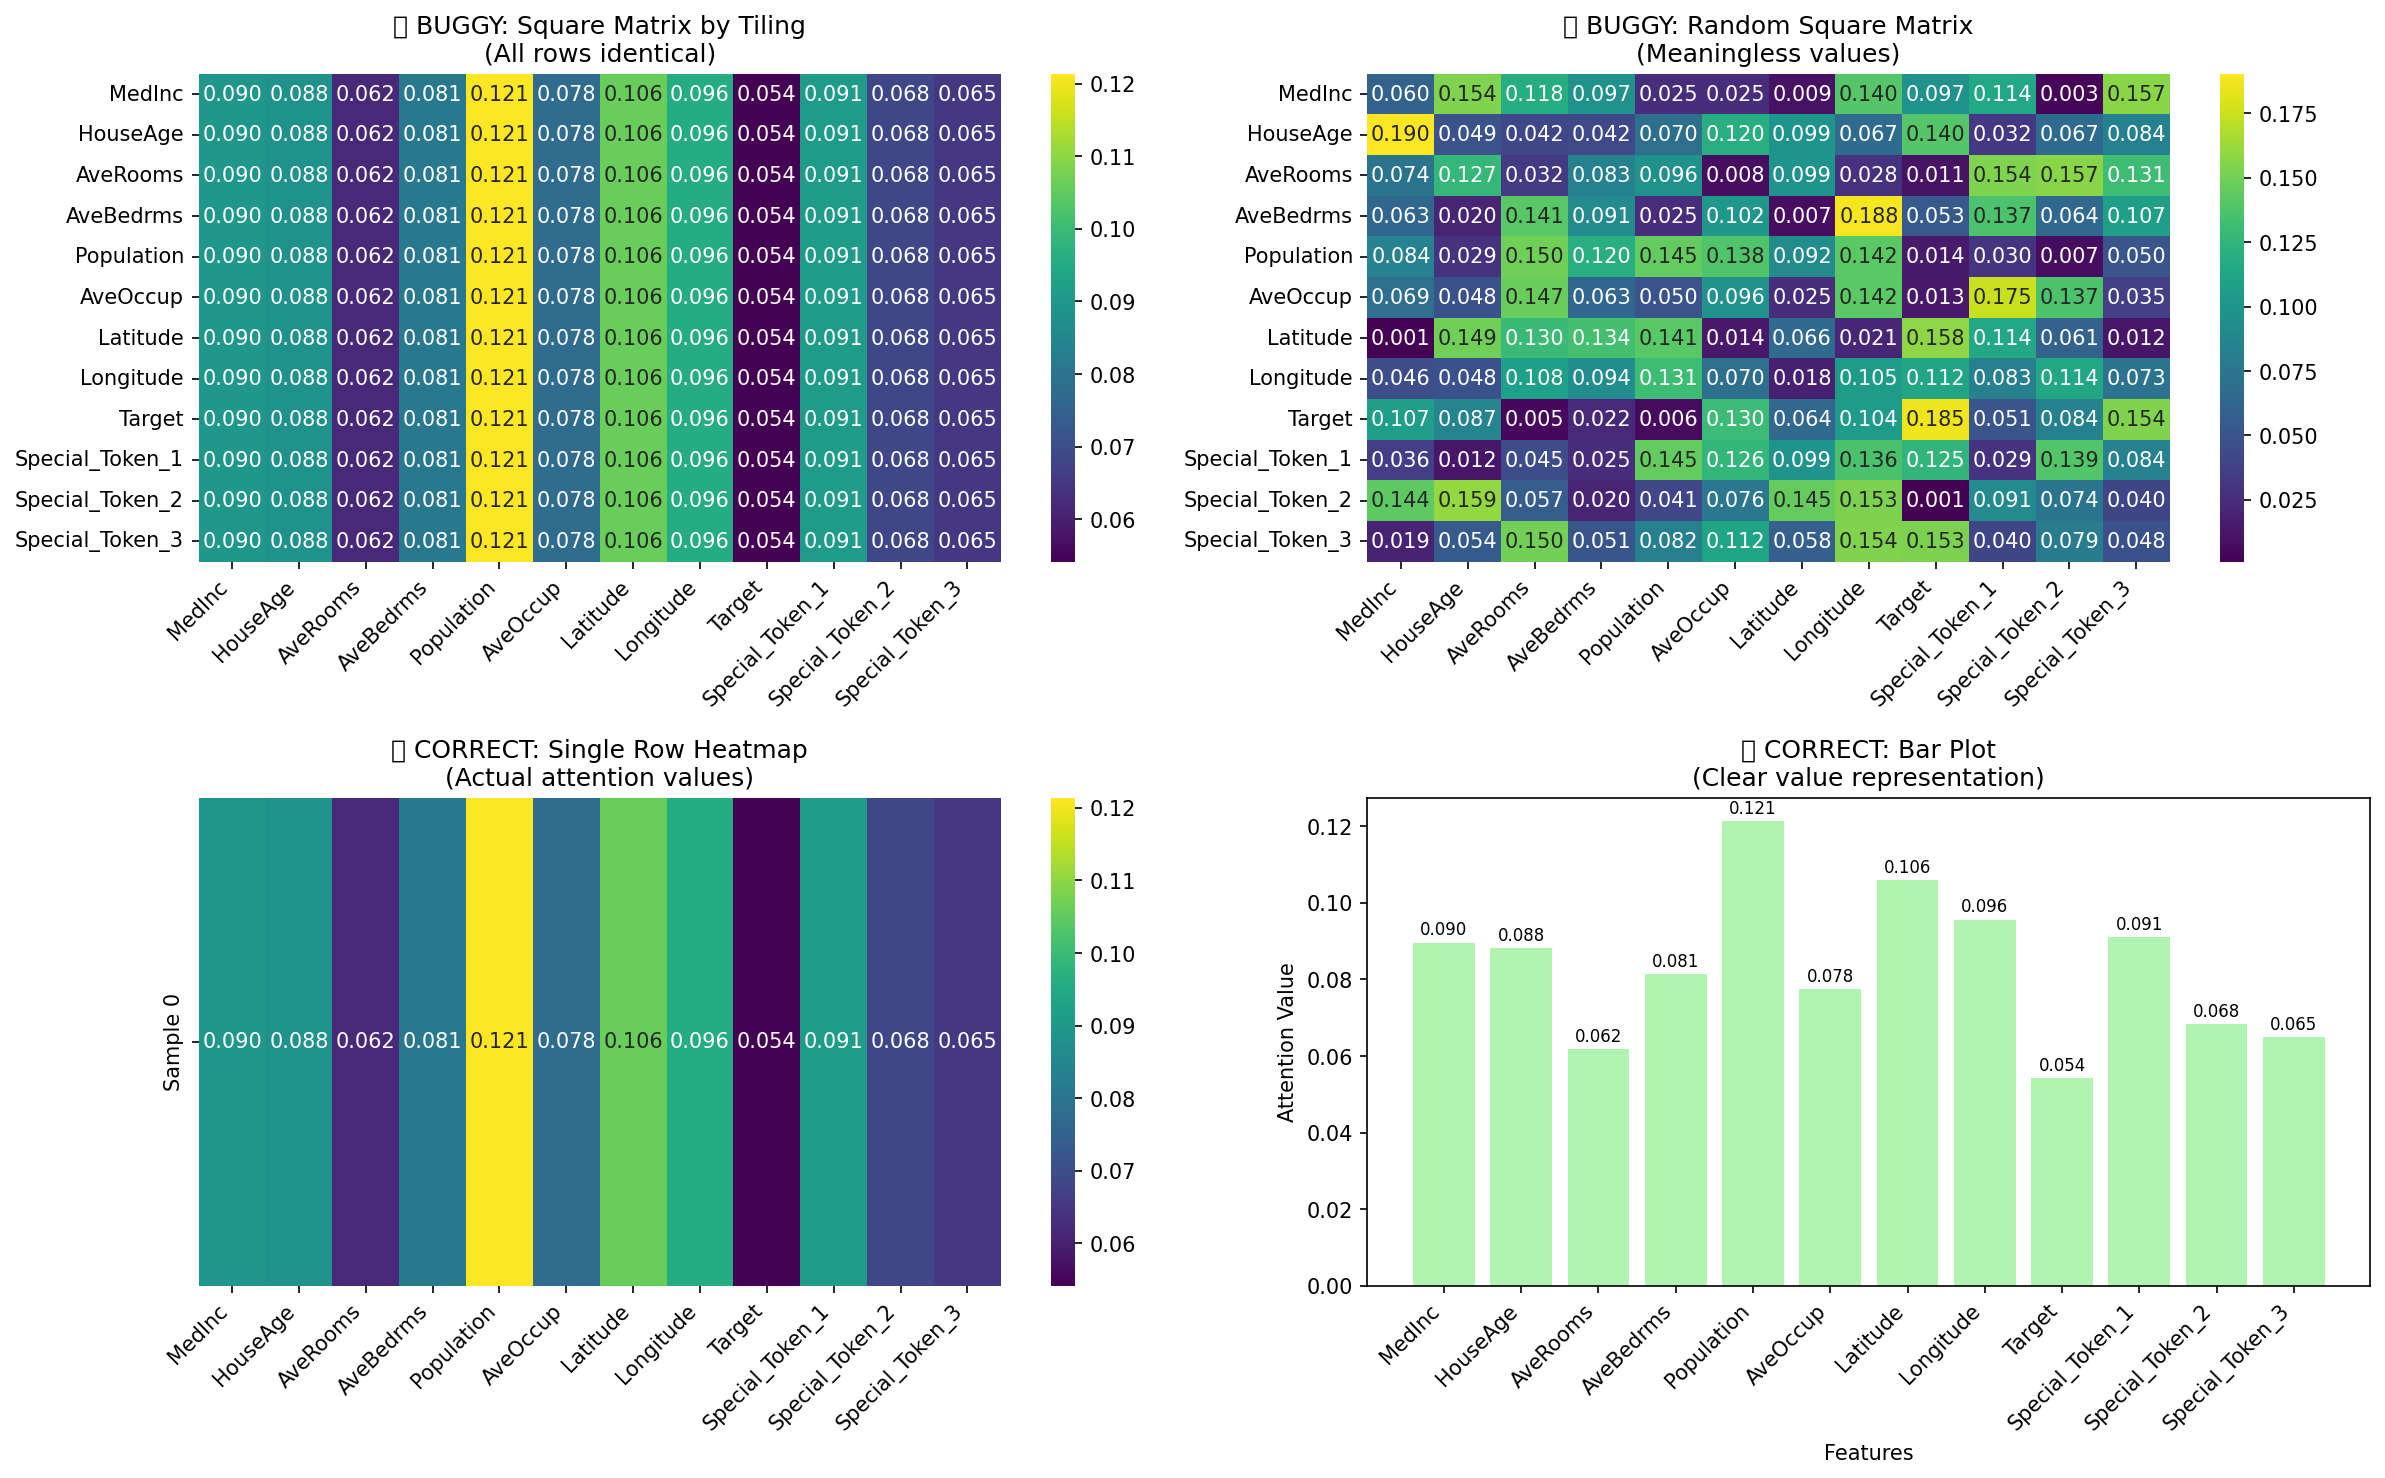 ▯ BUGGY: Square Matrix by Tiling
(All rows identical)
MedInc 0.090 0.088 0.062 0.081 0.121 0.078 0.106 0.096 0.054 0.091 0.068 0.065
HouseAge 0.090 0.088 0.062 0.081 0.121 0.078 0.106 0.096 0.054 0.091 0.068 0.065
AveRooms 0.090 0.088 0.062 0.081 0.121 0.078 0.106 0.096 0.054 0.091 0.068 0.065
AveBedrms 0.090 0.088 0.062 0.081 0.121 0.078 0.106 0.096 0.054 0.091 0.068 0.065
Population 0.090 0.088 0.062 0.081 0.121 0.078 0.106 0.096 0.054 0.091 0.068 0.065
AveOccup 0.090 0.088 0.062 0.081 0.121 0.078 0.106 0.096 0.054 0.091 0.068 0.065
Latitude 0.090 0.088 0.062 0.081 0.121 0.078 0.106 0.096 0.054 0.091 0.068 0.065
Longitude 0.090 0.088 0.062 0.081 0.121 0.078 0.106 0.096 0.054 0.091 0.068 0.065
Target 0.090 0.088 0.062 0.081 0.121 0.078 0.106 0.096 0.054 0.091 0.068 0.065
Special_Token_1 0.090 0.088 0.062 0.081 0.121 0.078 0.106 0.096 0.054 0.091 0.068 0.065
Special_Token_2 0.090 0.088 0.062 0.081 0.121 0.078 0.106 0.096 0.054 0.091 0.068 0.065
Special_Token_3 0.090 0.088 0.062 0.081 0.121 0.078 0.106 0.096 0.054 0.091 0.068 0.065
MedInc HouseAge AveRooms AveBedrms Population AveOccup Latitude Longitude Target Special_Token_1 Special_Token_2 Special_Token_3
0.12
0.11
0.10
0.09
0.08
0.07
0.06
▯ BUGGY: Random Square Matrix
(Meaningless values)
MedInc 0.060 0.154 0.118 0.097 0.025 0.025 0.009 0.140 0.097 0.114 0.003 0.157
HouseAge 0.190 0.049 0.042 0.042 0.070 0.120 0.099 0.067 0.140 0.032 0.067 0.084
AveRooms 0.074 0.127 0.032 0.083 0.096 0.008 0.099 0.028 0.011 0.154 0.157 0.131
AveBedrms 0.063 0.020 0.141 0.091 0.025 0.102 0.007 0.188 0.053 0.137 0.064 0.107
Population 0.084 0.029 0.150 0.120 0.145 0.138 0.092 0.142 0.014 0.030 0.007 0.050
AveOccup 0.069 0.048 0.147 0.063 0.050 0.096 0.025 0.142 0.013 0.175 0.137 0.035
Latitude 0.001 0.149 0.130 0.134 0.141 0.014 0.066 0.021 0.158 0.114 0.061 0.012
Longitude 0.046 0.048 0.108 0.094 0.131 0.070 0.018 0.105 0.112 0.083 0.114 0.073
Target 0.107 0.087 0.005 0.022 0.006 0.130 0.064 0.104 0.185 0.051 0.084 0.154
Special_Token_1 0.036 0.012 0.045 0.025 0.145 0.126 0.099 0.136 0.125 0.029 0.139 0.084
Special_Token_2 0.144 0.159 0.057 0.020 0.041 0.076 0.145 0.153 0.001 0.091 0.074 0.040
Special_Token_3 0.019 0.054 0.150 0.051 0.082 0.112 0.058 0.154 0.153 0.040 0.079 0.048
MedInc HouseAge AveRooms AveBedrms Population AveOccup Latitude Longitude Target Special_Token_1 Special_Token_2 Special_Token_3
0.175
0.150
0.125
0.100
0.075
0.050
0.025
▯ CORRECT: Single Row Heatmap
(Actual attention values)
Sample 0
0.090 0.088 0.062 0.081 0.121 0.078 0.106 0.096 0.054 0.091 0.068 0.065
MedInc HouseAge AveRooms AveBedrms Population AveOccup Latitude Longitude Target Special_Token_1 Special_Token_2 Special_Token_3
0.12
0.11
0.10
0.09
0.08
0.07
0.06
▯ CORRECT: Bar Plot
(Clear value representation)
Attention Value
0.12
0.10
0.08
0.06
0.04
0.02
0.00
0.090 0.088 0.062 0.081 0.121 0.078 0.106 0.096 0.054 0.091 0.068 0.065
MedInc HouseAge AveRooms AveBedrms Population AveOccup Latitude Longitude Target Special_Token_1 Special_Token_2 Special_Token_3
Features